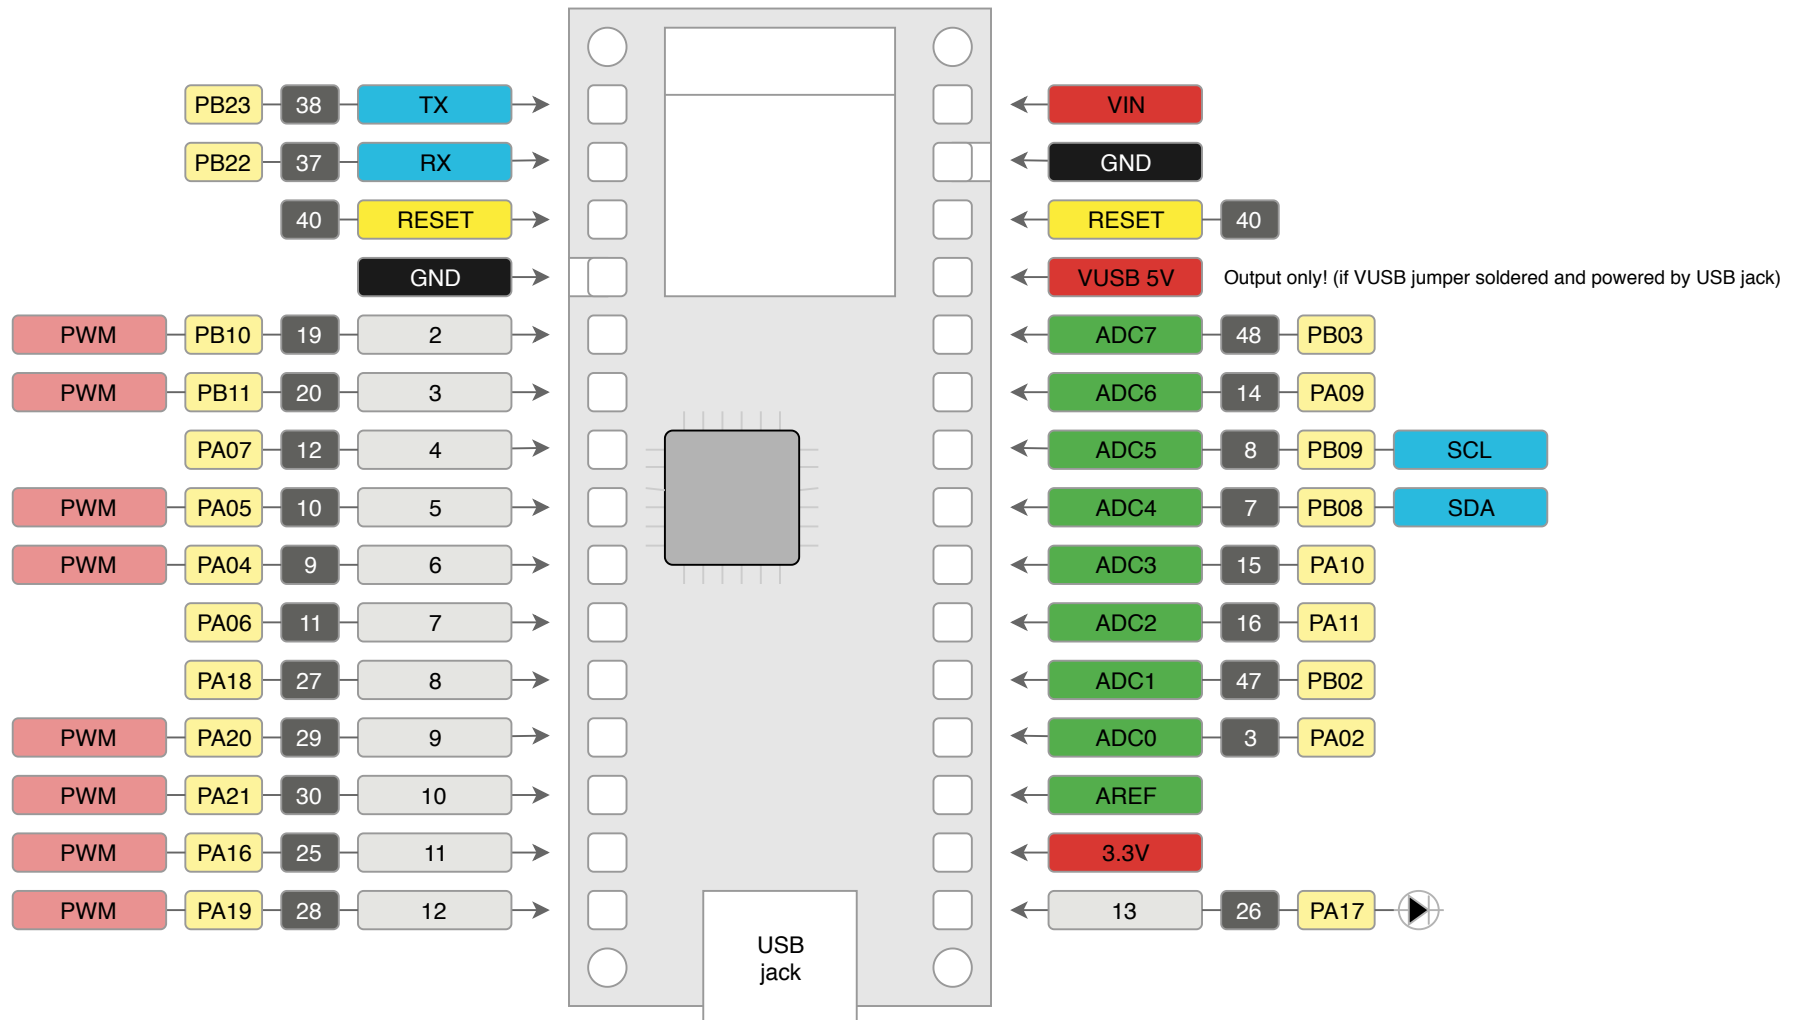 PB23 38 TX VIN
PB22 37 RX GND
40 RESET RESET 40
GND VUSB 5V Output only! (if VUSB jumper soldered and powered by USB jack)
PWM PB10 19 2 ADC7 48 PB03
PWM PB11 20 3 ADC6 14 PA09
PA07 12 4 ADC5 8 PB09 SCL
PWM PA05 10 5 ADC4 7 PB08 SDA
PWM PA04 9 6 ADC3 15 PA10
PA06 11 7 ADC2 16 PA11
PA18 27 8 ADC1 47 PB02
PWM PA20 29 9 ADC0 3 PA02
PWM PA21 30 10 AREF
PWM PA16 25 11 3.3V
PWM PA19 28 12 13 26 PA17
USB
jack